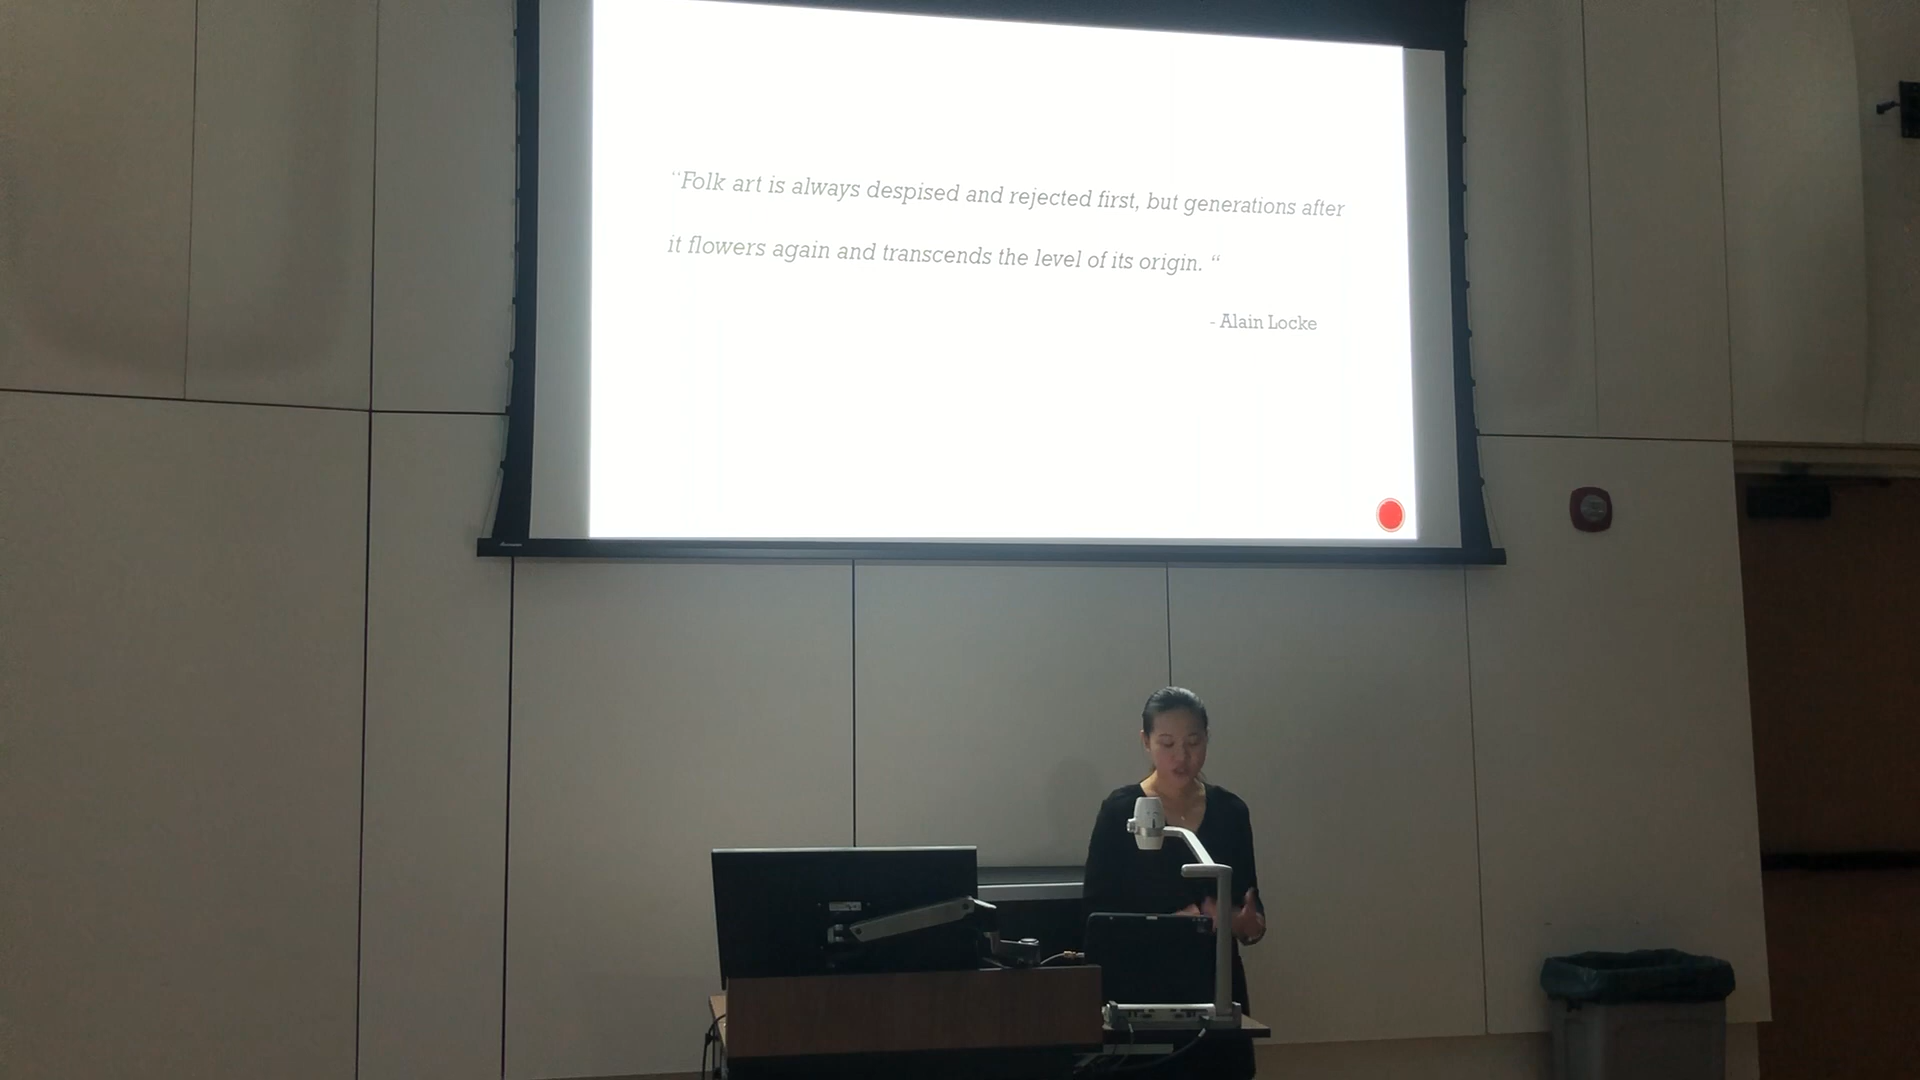 “Folk art is always despised and rejected first, but generations after
it flowers again and transcends the level of its origin. “
- Alain Locke